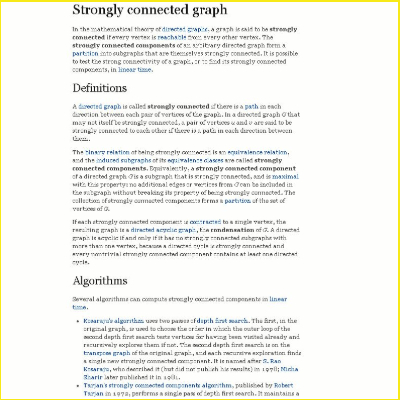 Strongly connected graph
In the mathematical theory of directed graphs, a graph is said to be strongly
connected if every vertex is reachable from every other vertex. The
strongly connected components of an arbitrary directed graph form a
partition into subgraphs that are themselves strongly connected. It is possible
to test the strong connectivity of a graph, or to find its strongly connected
components, in linear time.
Definitions
A directed graph is called strongly connected if there is a path in each
direction between each pair of vertices of the graph. In a directed graph G that
may not itself be strongly connected, a pair of vertices u and v are said to be
strongly connected to each other if there is a path in each direction between
them.
The binary relation of being strongly connected is an equivalence relation,
and the induced subgraphs of its equivalence classes are called strongly
connected components. Equivalently, a strongly connected component
of a directed graph G is a subgraph that is strongly connected, and is maximal
with this property: no additional edges or vertices from G can be included in
the subgraph without breaking its property of being strongly connected. The
collection of strongly connected components forms a partition of the set of
vertices of G.
If each strongly connected component is contracted to a single vertex, the
resulting graph is a directed acyclic graph, the condensation of G. A directed
graph is acyclic if and only if it has no strongly connected subgraphs with
more than one vertex, because a directed cycle is strongly connected and
every nontrivial strongly connected component contains at least one directed
cycle.
Algorithms
Several algorithms can compute strongly connected components in linear
time.
• Kosaraju's algorithm uses two passes of depth first search. The first, in the
original graph, is used to choose the order in which the outer loop of the
second depth first search tests vertices for having been visited already and
recursively explores them if not. The second depth first search is on the
transpose graph of the original graph, and each recursive exploration finds
a single new strongly connected component. It is named after S. Rao
Kosaraju, who described it (but did not publish his results) in 1978; Micha
Sharir later published it in 1981.
• Tarjan's strongly connected components algorithm, published by Robert
Tarjan in 1972, performs a single pass of depth first search. It maintains a